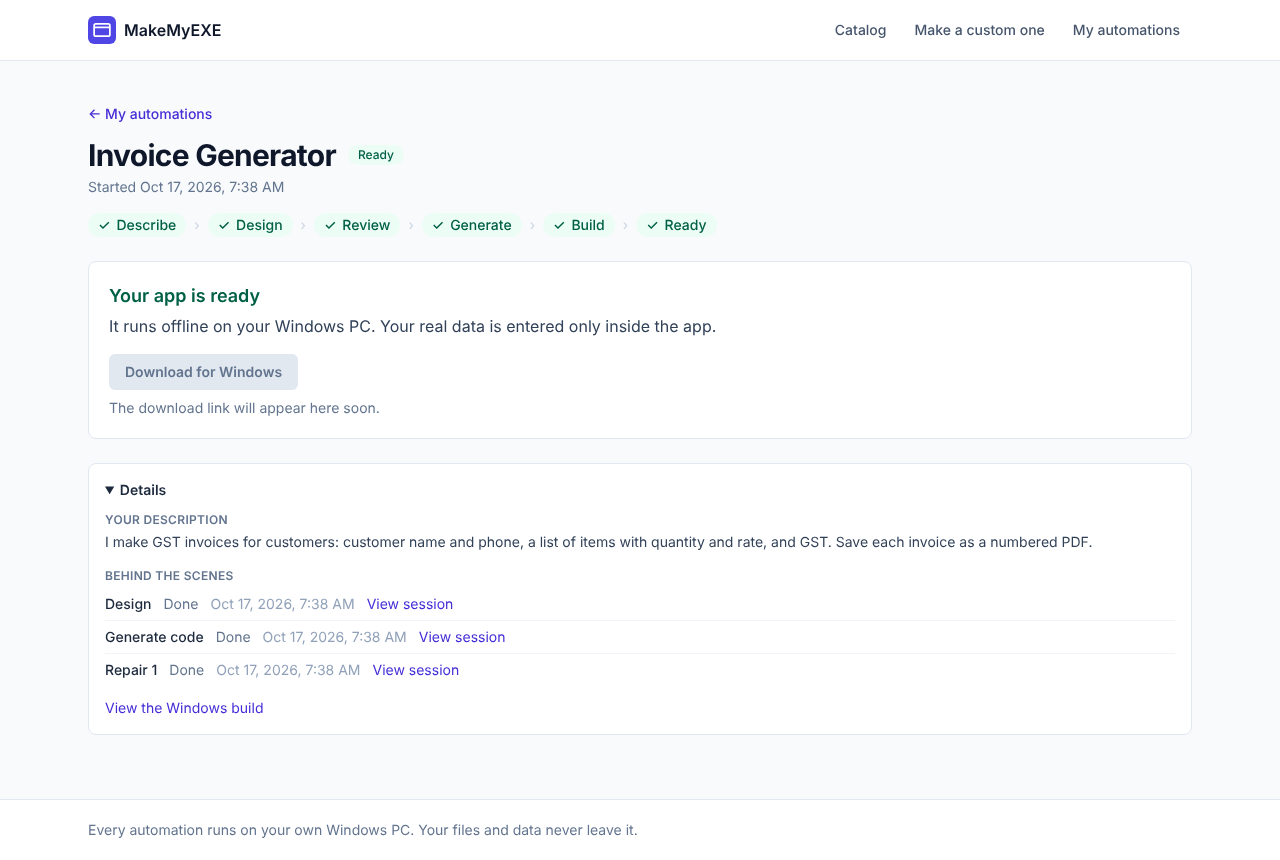 MakeMyEXE
Catalog Make a custom one My automations
← My automations
Invoice Generator Ready
Started Oct 17, 2026, 7:38 AM
✓ Describe › ✓ Design › ✓ Review › ✓ Generate › ✓ Build › ✓ Ready
Your app is ready
It runs offline on your Windows PC. Your real data is entered only inside the app.
Download for Windows
The download link will appear here soon.
▼ Details
YOUR DESCRIPTION
I make GST invoices for customers: customer name and phone, a list of items with quantity and rate, and GST. Save each invoice as a numbered PDF.
BEHIND THE SCENES
Design Done Oct 17, 2026, 7:38 AM View session
Generate code Done Oct 17, 2026, 7:38 AM View session
Repair 1 Done Oct 17, 2026, 7:38 AM View session
View the Windows build
Every automation runs on your own Windows PC. Your files and data never leave it.